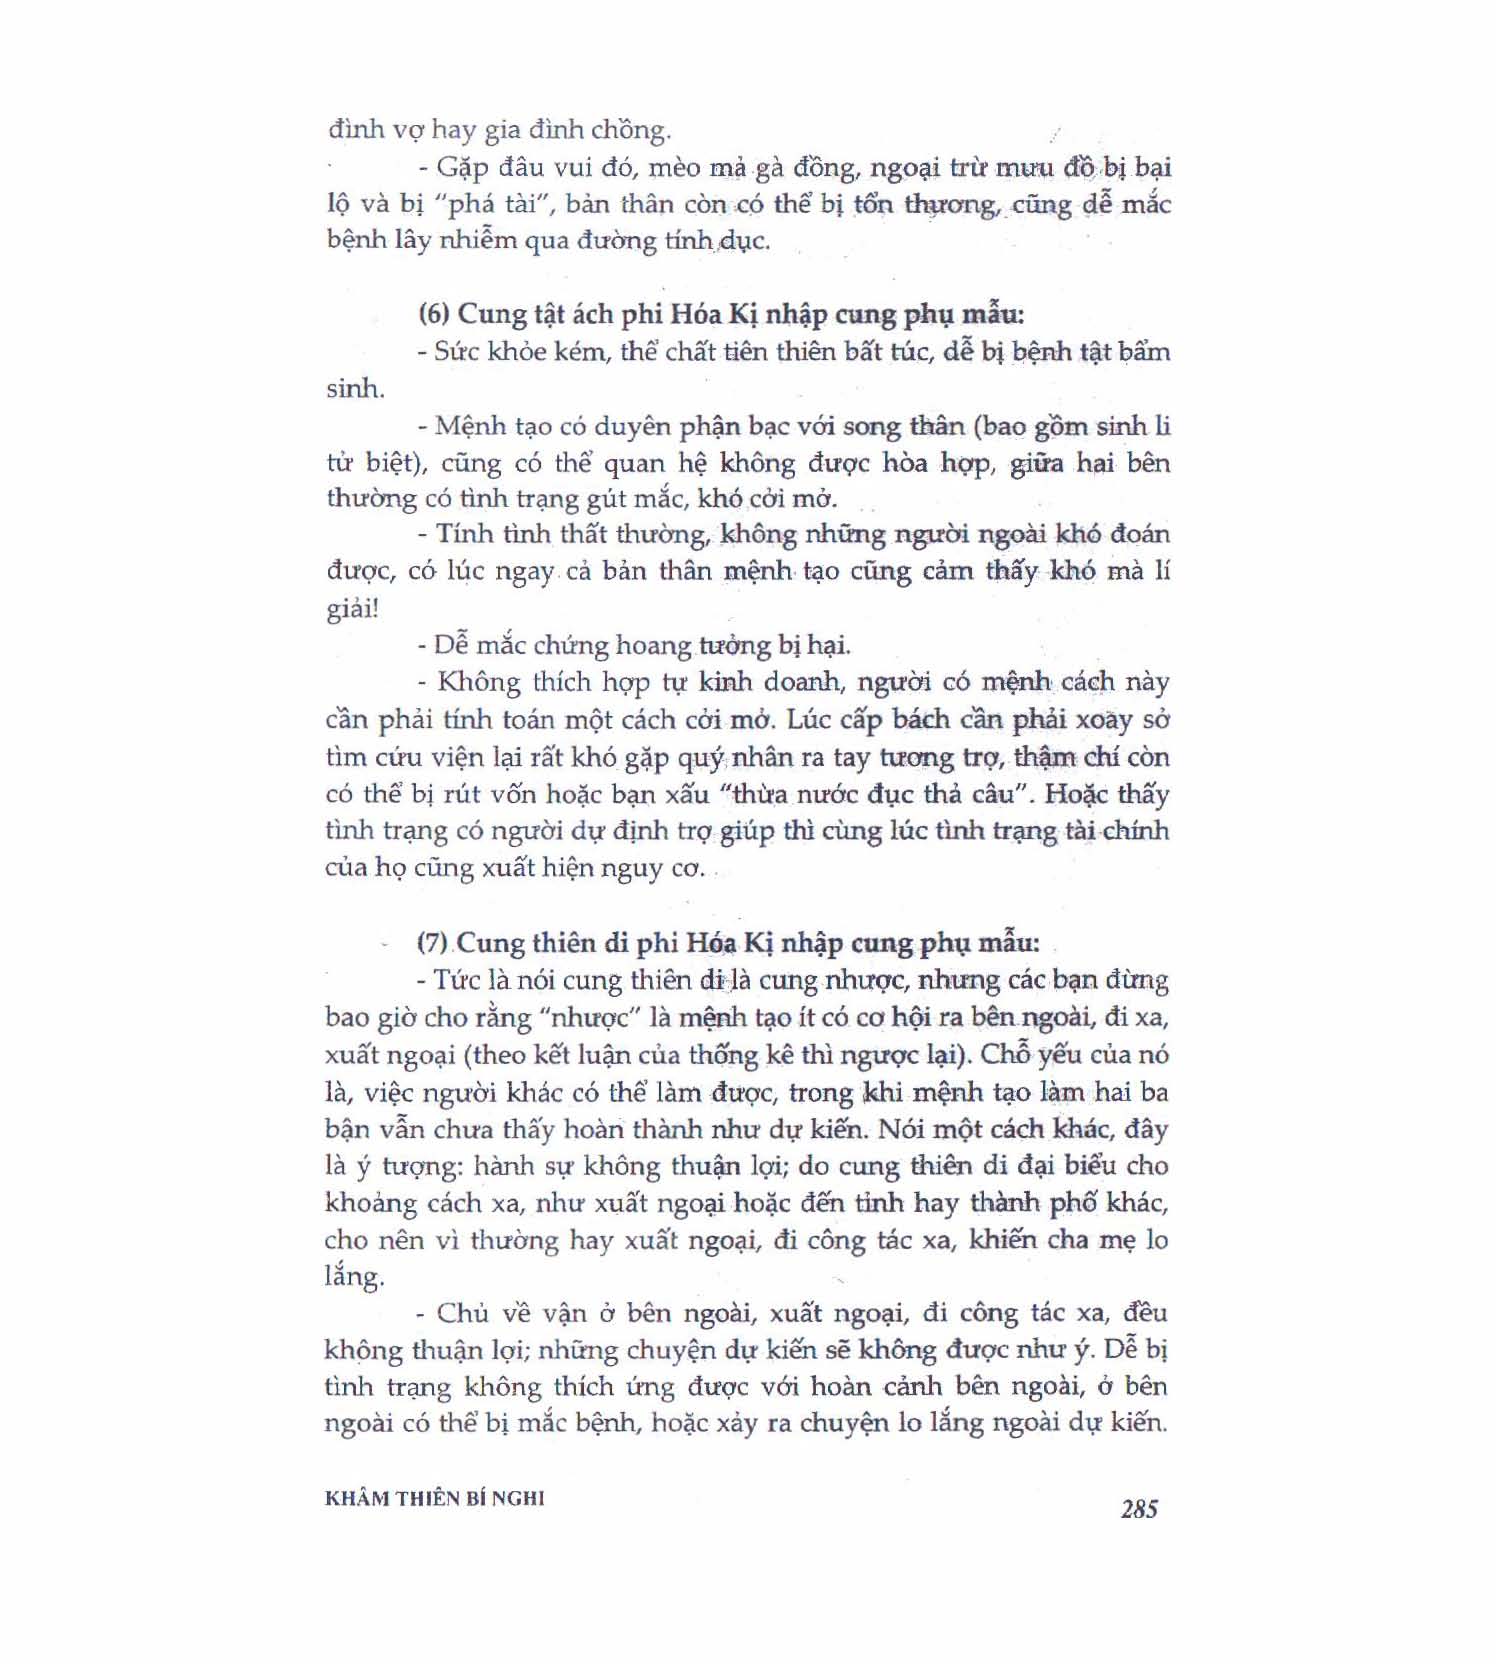 đình vợ hay gia đình chồng.
- Gặp đâu vui đó, mèo mả gà đồng, ngoại trừ mưu đồ bị bại
lộ và bị "phá tài", bản thân còn có thể bị tổn thương, cũng dễ mắc
bệnh lây nhiễm qua đường tính dục.
(6) Cung tật ách phi Hóa Kị nhập cung phụ mẫu:
- Sức khỏe kém, thể chất tiên thiên bất túc, dễ bị bệnh tật bẩm
sinh.
- Mệnh tạo có duyên phận bạc với song thân (bao gồm sinh li
tử biệt), cũng có thể quan hệ không được hòa hợp, giữa hai bên
thường có tình trạng gút mắc, khó cởi mở.
- Tính tình thất thường, không những người ngoài khó đoán
được, có lúc ngay cả bản thân mệnh tạo cũng cảm thấy khó mà lí
giải!
- Dễ mắc chứng hoang tưởng bị hại.
- Không thích hợp tự kinh doanh, người có mệnh cách này
cần phải tính toán một cách cởi mở. Lúc cấp bách cần phải xoay sở
tìm cứu viện lại rất khó gặp quý nhân ra tay tương trợ, thậm chí còn
có thể bị rút vốn hoặc bạn xấu "thừa nước đục thả câu". Hoặc thấy
tình trạng có người dự định trợ giúp thì cùng lúc tình trạng tài chính
của họ cũng xuất hiện nguy cơ.
(7) Cung thiên di phi Hóa Kị nhập cung phụ mẫu:
- Tức là nói cung thiên di là cung nhược, nhưng các bạn đừng
bao giờ cho rằng "nhược" là mệnh tạo ít có cơ hội ra bên ngoài, đi xa,
xuất ngoại (theo kết luận của thống kê thì ngược lại). Chỗ yếu của nó
là, việc người khác có thể làm được, trong khi mệnh tạo làm hai ba
bận vẫn chưa thấy hoàn thành như dự kiến. Nói một cách khác, đây
là ý tượng: hành sự không thuận lợi; do cung thiên di đại biểu cho
khoảng cách xa, như xuất ngoại hoặc đến tỉnh hay thành phố khác,
cho nên vì thường hay xuất ngoại, đi công tác xa, khiến cha mẹ lo
lắng.
- Chủ về vận ở bên ngoài, xuất ngoại, đi công tác xa, đều
không thuận lợi; những chuyện dự kiến sẽ không được như ý. Dễ bị
tình trạng không thích ứng được với hoàn cảnh bên ngoài, ở bên
ngoài có thể bị mắc bệnh, hoặc xảy ra chuyện lo lắng ngoài dự kiến.
KHÂM THIÊN BÍ NGHI
285